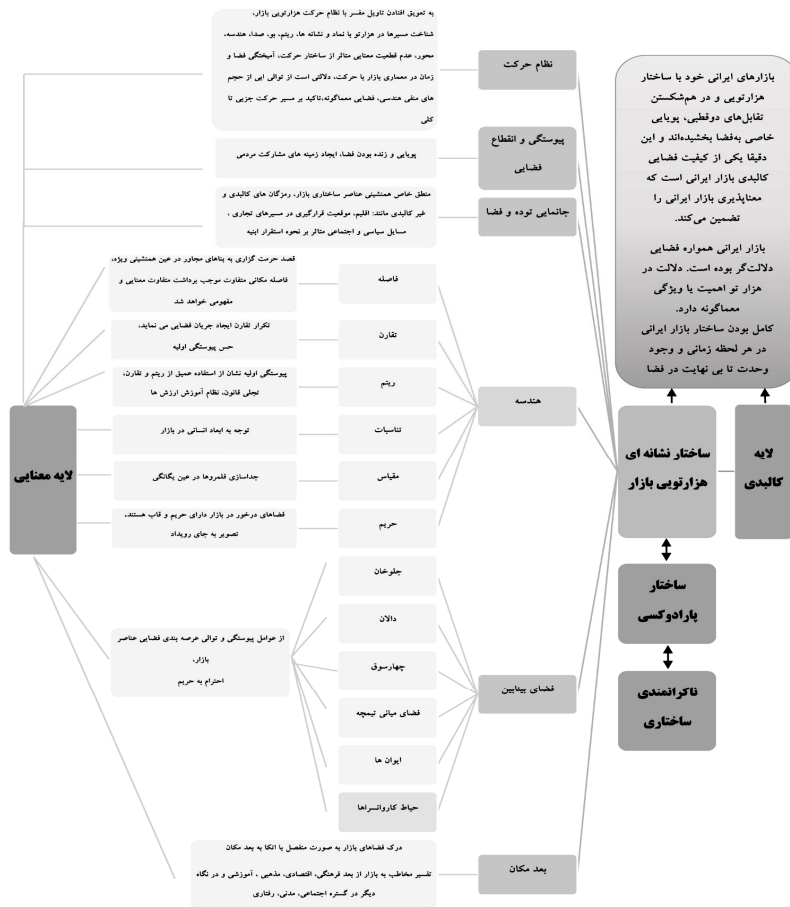 بازارهای ایرانی خود با ساختار
هزارتویی و در هم‌شکستن
تقابل‌های دوقطبی، پویایی
خاصی به‌فضا بخشیده‌اند و این
دقیقا یکی از کیفیت فضایی
کالبدی بازار ایرانی است که
معناپذیری بازار ایرانی را
تضمین می‌کند.
بازار ایرانی همواره فضایی
دلالت‌گر بوده است. دلالت در
هزار تو اهمیت یا ویژگی
معماگونه دارد.
کامل بودن ساختار بازار ایرانی
در هر لحظه زمانی و وجود
وحدت تا بی نهایت در فضا
لایه
کالبدی
ساختار نشانه ای
هزارتویی بازار
ساختار
پارادوکسی
ناکرانمندی
ساختاری
نظام حرکت
به تعویق افتادن تاویل مفسر با نظام حرکت هزارتویی بازار،
شناخت مسیرها در هزارتو با نماد و نشانه ها، ریتم، بو، صدا، هندسه،
محور، عدم قطعیت معنایی متاثر از ساختار حرکت، آمیختگی فضا و
زمان در معماری بازار با حرکت، دلالتی است از توالی ایی از حجم
های منفی هندسی، فضایی معماگونه،تاکید بر مسیر حرکت جزیی تا
کلی
پیوستگی و انقطاع
فضایی
پویایی و زنده بودن فضا، ایجاد زمینه های مشارکت مردمی
جانمایی توده و فضا
منطق خاص همنشینی عناصر ساختاری بازار، رمزگان های کالبدی و
غیر کالبدی مانند: اقلیم، موقعیت قرارگیری در مسیرهای تجاری ،
مسایل سیاسی و اجتماعی متاثر بر نحوه استقرار ابنیه
هندسه
فاصله
قصد حرمت گزاری به بناهای مجاور در عین همنشینی ویژه،
فاصله مکانی متفاوت موجب برداشت متفاوت معنایی و
مفهومی خواهد شد
تقارن
تکرار تقارن ایجاد جریان فضایی می نماید،
حس پیوستگی اولیه
ریتم
پیوستگی اولیه نشان از استفاده عمیق از ریتم و تقارن،
تجلی قانون، نظام آموزش ارزش ها
تناسبات
توجه به ابعاد انسانی در بازار
مقیاس
جداسازی قلمروها در عین یگانگی
حریم
فضاهای درخور در بازار دارای حریم و قاب هستند،
تصویر به جای رویداد
فضای بینابین
جلوخان
دالان
چهارسوق
فضای میانی تیمچه
ایوان ها
حیاط کاروانسراها
از عوامل پیوستگی و توالی عرصه بندی فضایی عناصر
بازار،
احترام به حریم
بعد مکان
درک فضاهای بازار به صورت منفصل با اتکا به بعد مکان
تفسیر مخاطب به بازار از بعد فرهنگی، اقتصادی، مذهبی ، آموزشی و در نگاه
دیگر در گستره اجتماعی، مدنی، رفتاری
لایه معنایی